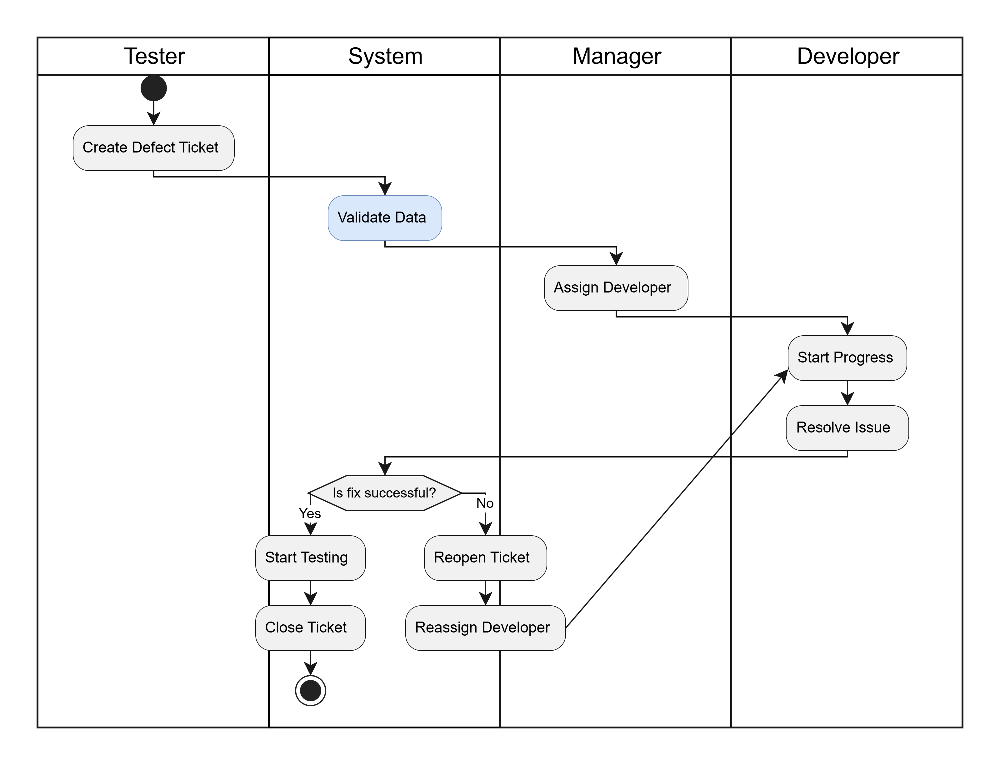 Tester
System
Manager
Developer
Create Defect Ticket
Validate Data
Assign Developer
Start Progress
Resolve Issue
Is fix successful?
Yes
No
Start Testing
Reopen Ticket
Close Ticket
Reassign Developer